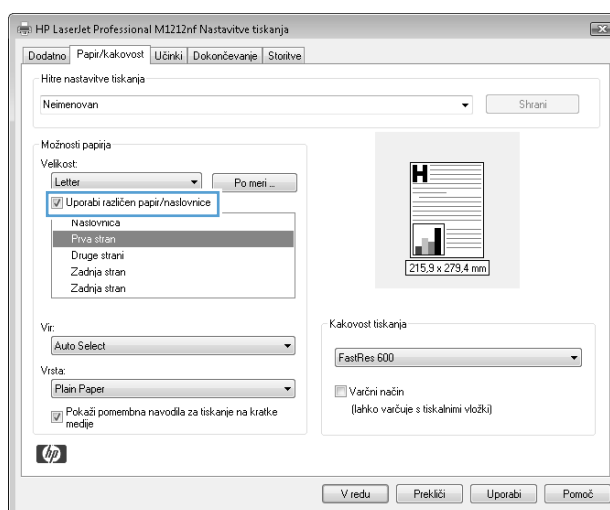 HP LaserJet Professional M1212nf Nastavitve tiskanja
Dodatno Papir/kakovost Učinki Dokončevanje Storitve
Hitre nastavitve tiskanja
Neimenovan
Shrani
Možnosti papirja
Velikost:
Letter
Po meri ...
Uporabi različen papir/naslovnice
Naslovnica
Prva stran
Druge strani
Zadnja stran
Zadnja stran
H
215,9 x 279,4 mm
Vir:
Auto Select
Vrsta:
Plain Paper
Pokaži pomembna navodila za tiskanje na kratke
medije
Kakovost tiskanja
FastRes 600
Varčni način
(lahko varčuje s tiskalnimi vložki)
hp
V redu Prekliči Uporabi Pomoč